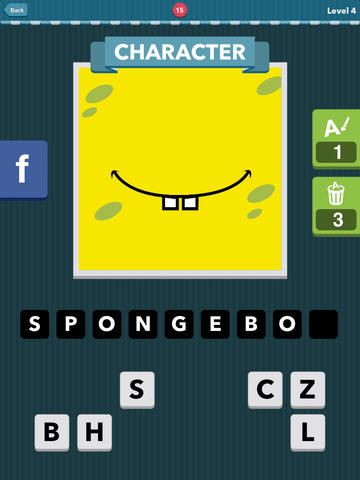 Back 15 Level 4
CHARACTER
A
1
f
3
S P O N G E B O
S C Z
B H L